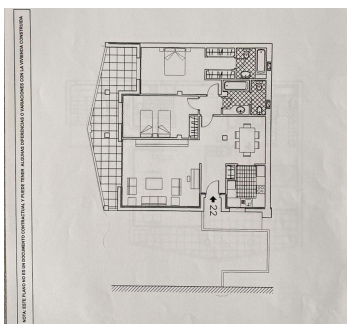 NOTA: ESTE PLANO NO ES UN DOCUMENTO CONTRACTUAL Y PUEDE TENER ALGUNAS DIFERENCIAS O VARIACIONES CON LA VIVIENDA CONSTRUIDA
22